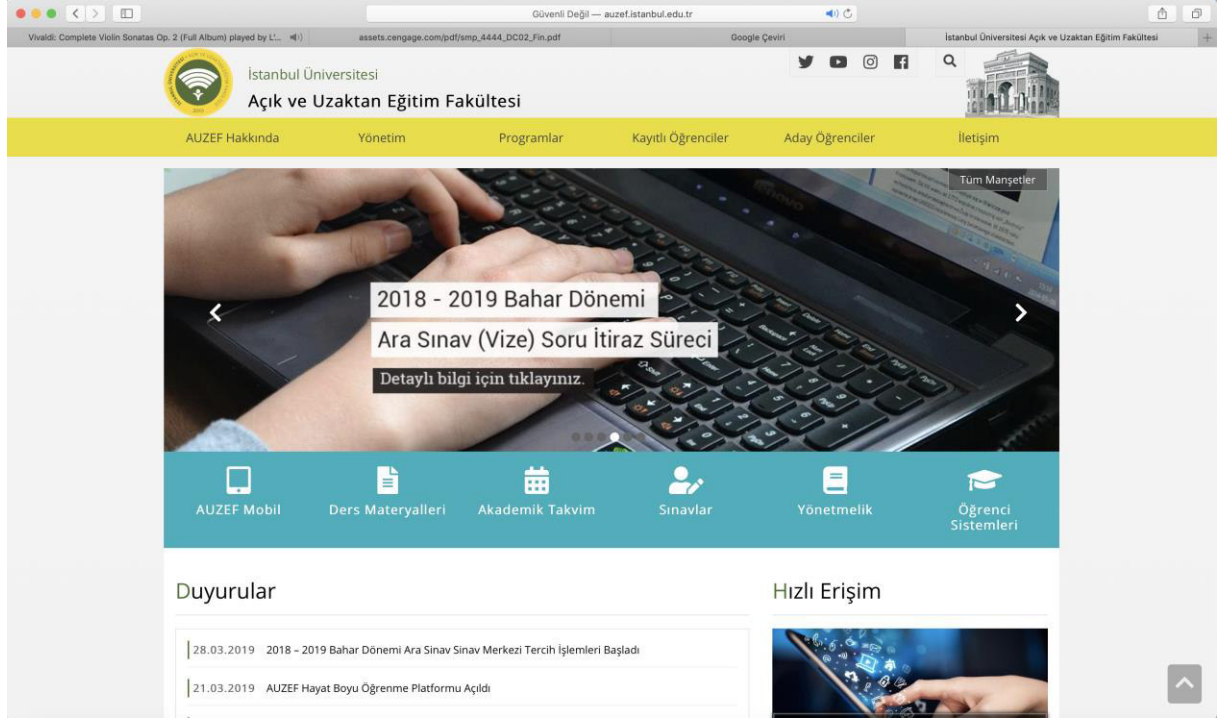 Güvenli Değil — auzef.istanbul.edu.tr
Vivaldi: Complete Violin Sonatas Op. 2 (Full Album) played by L'...
assets.cengage.com/pdf/smp_4444_DC02_Fin.pdf
Google Çeviri
İstanbul Üniversitesi Açık ve Uzaktan Eğitim Fakültesi
İstanbul Üniversitesi
Açık ve Uzaktan Eğitim Fakültesi
AUZEF Hakkında
Yönetim
Programlar
Kayıtlı Öğrenciler
Aday Öğrenciler
İletişim
Tüm Manşetler
2018 - 2019 Bahar Dönemi
Ara Sınav (Vize) Soru İtiraz Süreci
Detaylı bilgi için tıklayınız.
AUZEF Mobil
Ders Materyalleri
Akademik Takvim
Sınavlar
Yönetmelik
Öğrenci
Sistemleri
Duyurular
Hızlı Erişim
28.03.2019 2018 – 2019 Bahar Dönemi Ara Sinav Sinav Merkezi Tercih İşlemleri Başladı
21.03.2019 AUZEF Hayat Boyu Öğrenme Platformu Açıldı